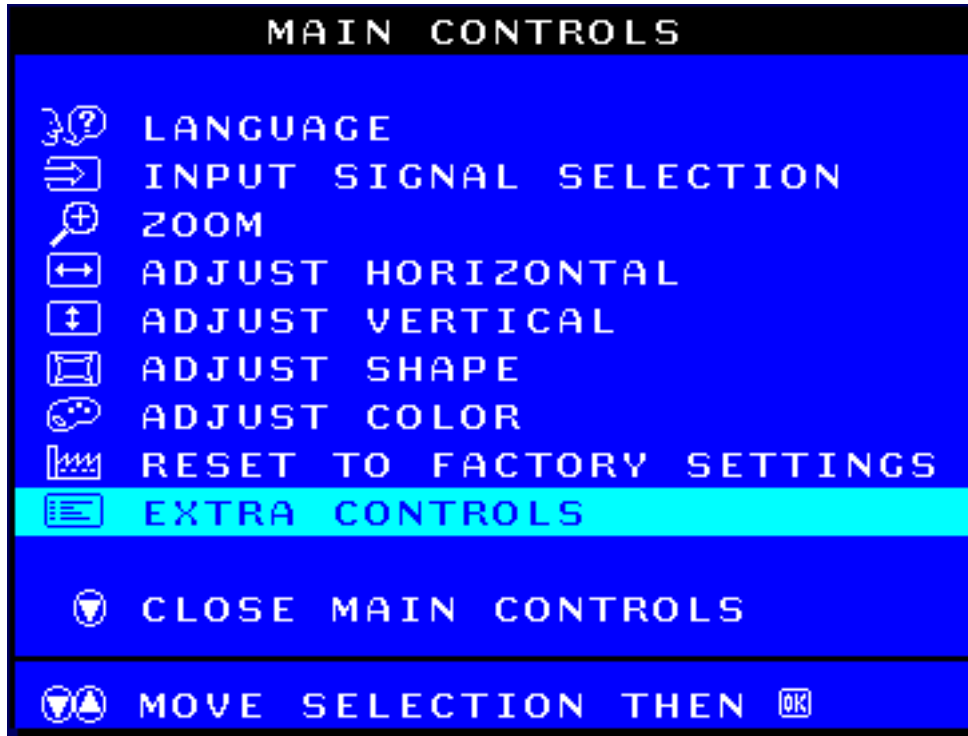 MAIN CONTROLS
LANGUAGE
INPUT SIGNAL SELECTION
ZOOM
ADJUST HORIZONTAL
ADJUST VERTICAL
ADJUST SHAPE
ADJUST COLOR
RESET TO FACTORY SETTINGS
EXTRA CONTROLS
CLOSE MAIN CONTROLS
MOVE SELECTION THEN OK